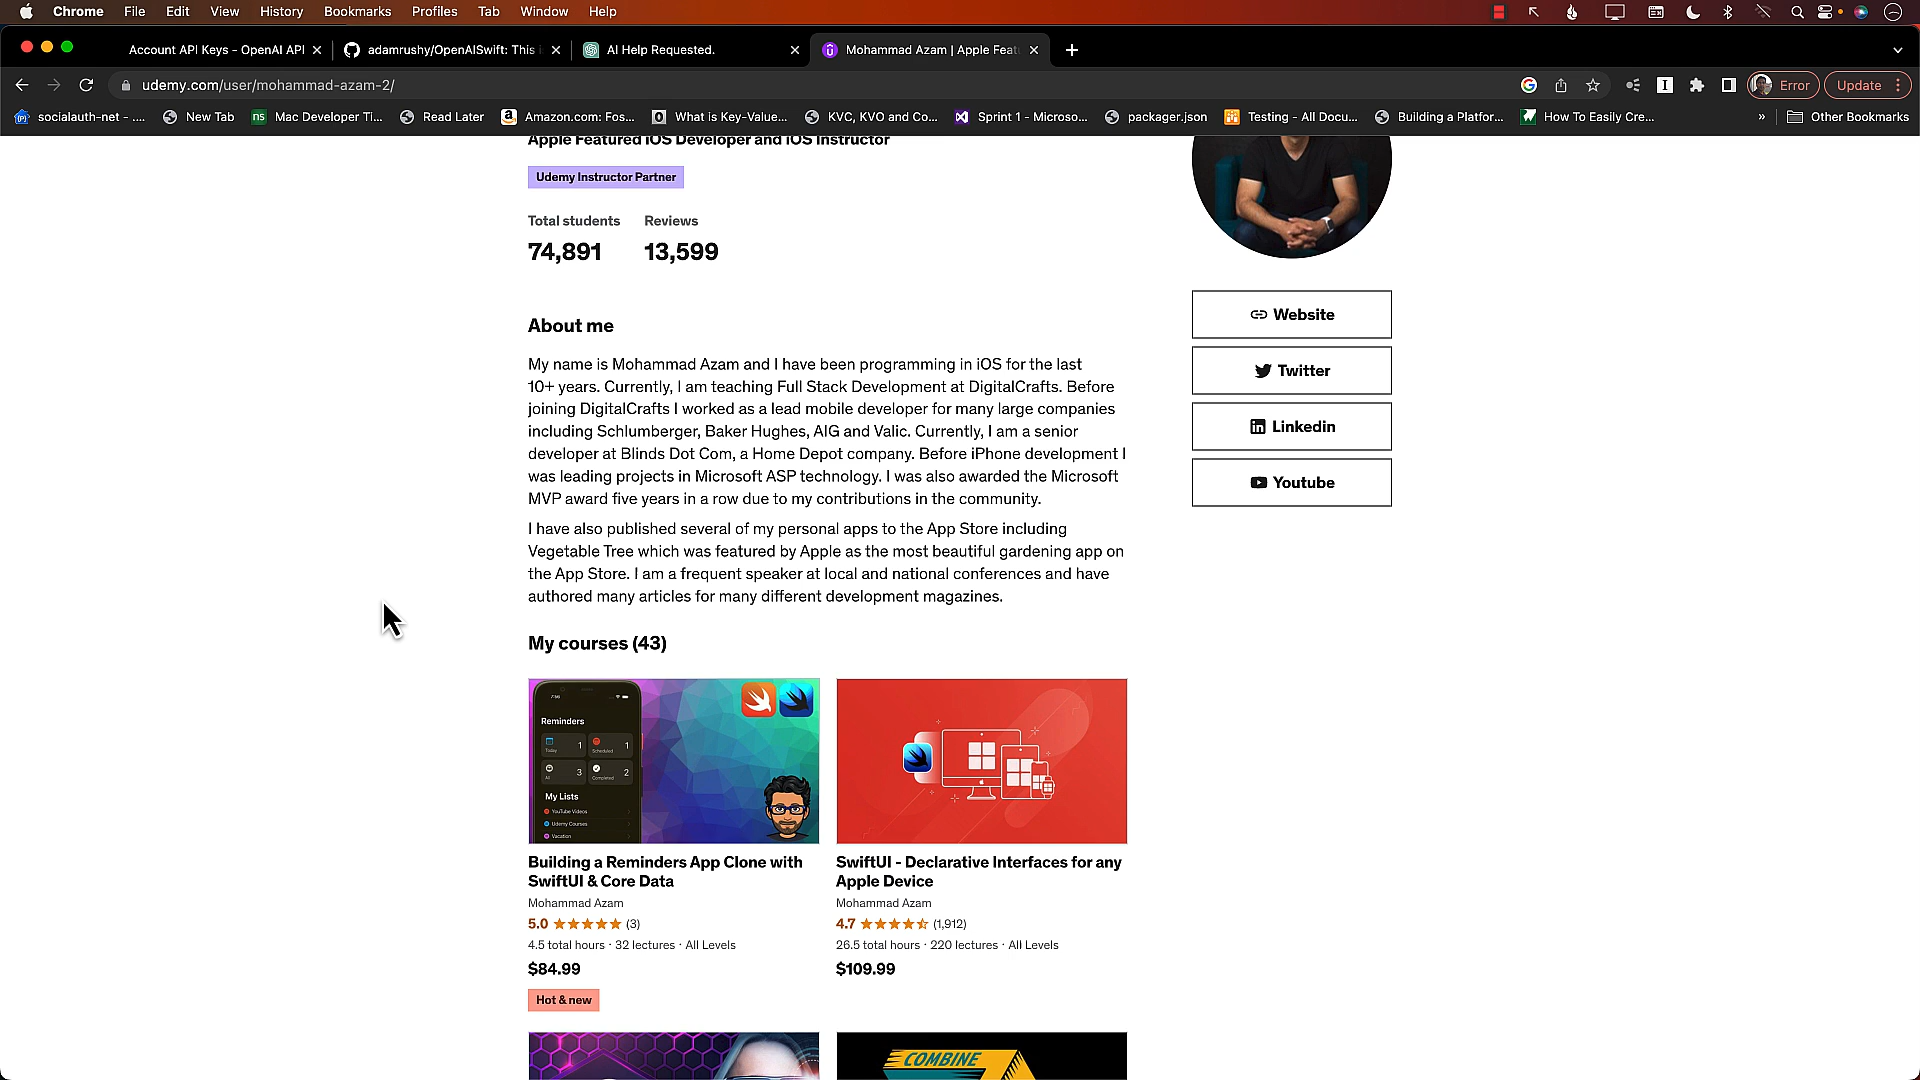 Chrome File Edit View History Bookmarks Profiles Tab Window Help
Account API Keys - OpenAI API
adamrushy/OpenAISwift: This i
AI Help Requested.
Mohammad Azam | Apple Feat
udemy.com/user/mohammad-azam-2/
Error
Update
socialauth-net - ....
New Tab
Mac Developer Ti...
Read Later
Amazon.com: Fos...
What is Key-Value...
KVC, KVO and Co...
Sprint 1 - Microso...
packager.json
Testing - All Docu...
Building a Platfor...
How To Easily Cre...
»
Other Bookmarks
Apple Featured iOS Developer and iOS Instructor
Udemy Instructor Partner
Total students Reviews
74,891 13,599
About me
My name is Mohammad Azam and I have been programming in iOS for the last
10+ years. Currently, I am teaching Full Stack Development at DigitalCrafts. Before
joining DigitalCrafts I worked as a lead mobile developer for many large companies
including Schlumberger, Baker Hughes, AIG and Valic. Currently, I am a senior
developer at Blinds Dot Com, a Home Depot company. Before iPhone development I
was leading projects in Microsoft ASP technology. I was also awarded the Microsoft
MVP award five years in a row due to my contributions in the community.
I have also published several of my personal apps to the App Store including
Vegetable Tree which was featured by Apple as the most beautiful gardening app on
the App Store. I am a frequent speaker at local and national conferences and have
authored many articles for many different development magazines.
Website
Twitter
Linkedin
Youtube
My courses (43)
Reminders
Today 1
Scheduled 1
All 3
Completed 2
My Lists
YouTube Videos
Udemy Courses
Vacation
Building a Reminders App Clone with
SwiftUI & Core Data
Mohammad Azam
5.0 (3)
4.5 total hours · 32 lectures · All Levels
$84.99
Hot & new
SwiftUI - Declarative Interfaces for any
Apple Device
Mohammad Azam
4.7 (1,912)
26.5 total hours · 220 lectures · All Levels
$109.99
COMBINE